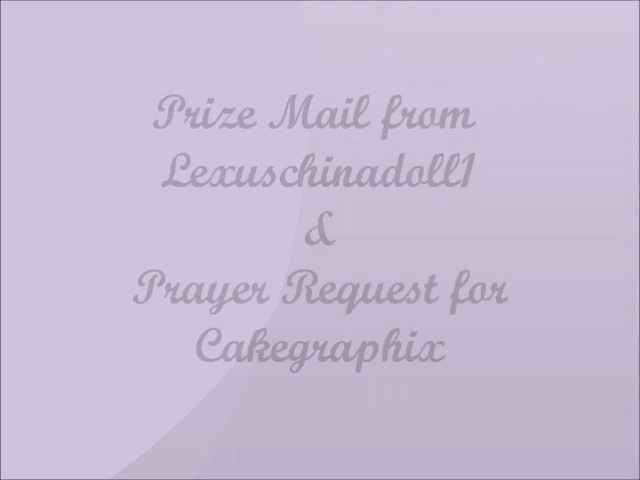 Prize Mail from
Lexuschinadoll1
&
Prayer Request for
Cakegraphix